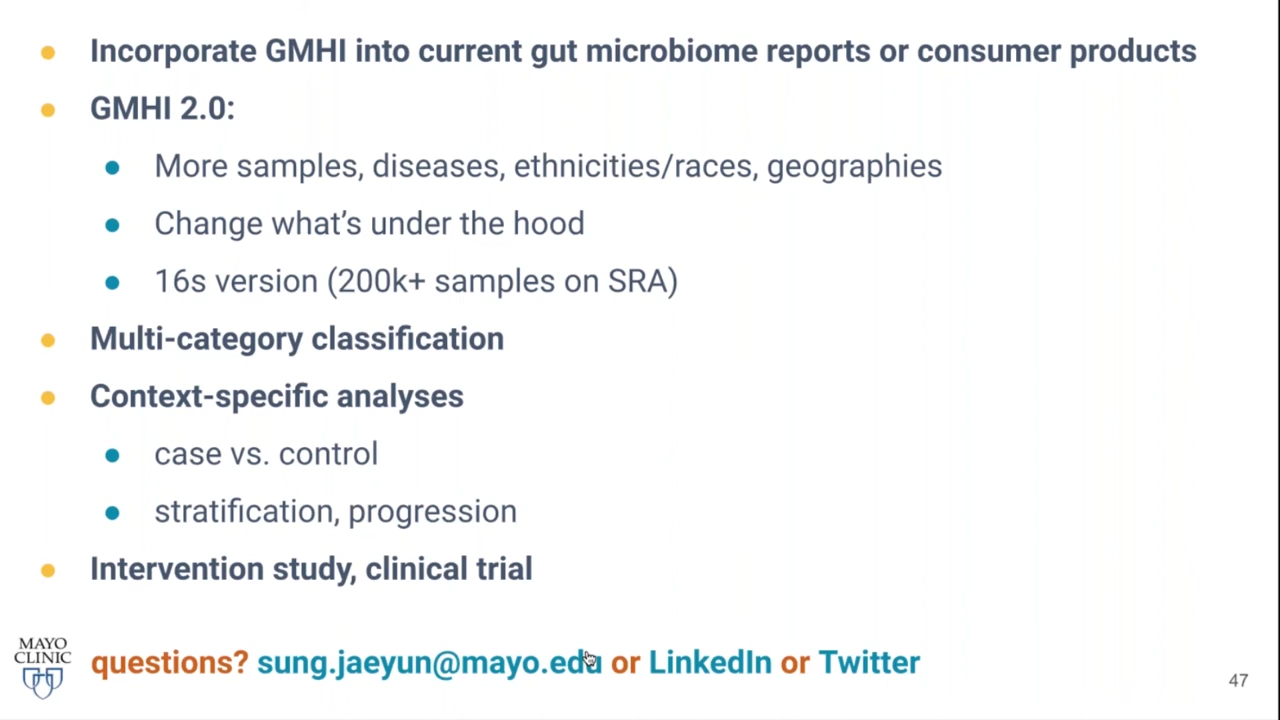 Incorporate GMHI into current gut microbiome reports or consumer products
GMHI 2.0:
More samples, diseases, ethnicities/races, geographies
Change what’s under the hood
16s version (200k+ samples on SRA)
Multi-category classification
Context-specific analyses
case vs. control
stratification, progression
Intervention study, clinical trial
MAYO
CLINIC
questions? sung.jaeyun@mayo.edu or LinkedIn or Twitter
47